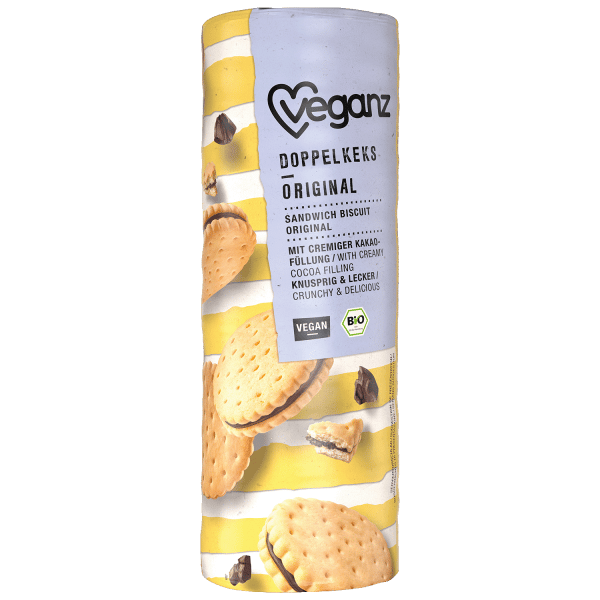 Veganz
DOPPELKEKS
ORIGINAL
SANDWICH BISCUIT
ORIGINAL
MIT CREMIGER KAKAO-
FÜLLUNG / WITH CREAMY
COCOA FILLING
KNUSPRIG & LECKER /
CRUNCHY & DELICIOUS
VEGAN
BIO